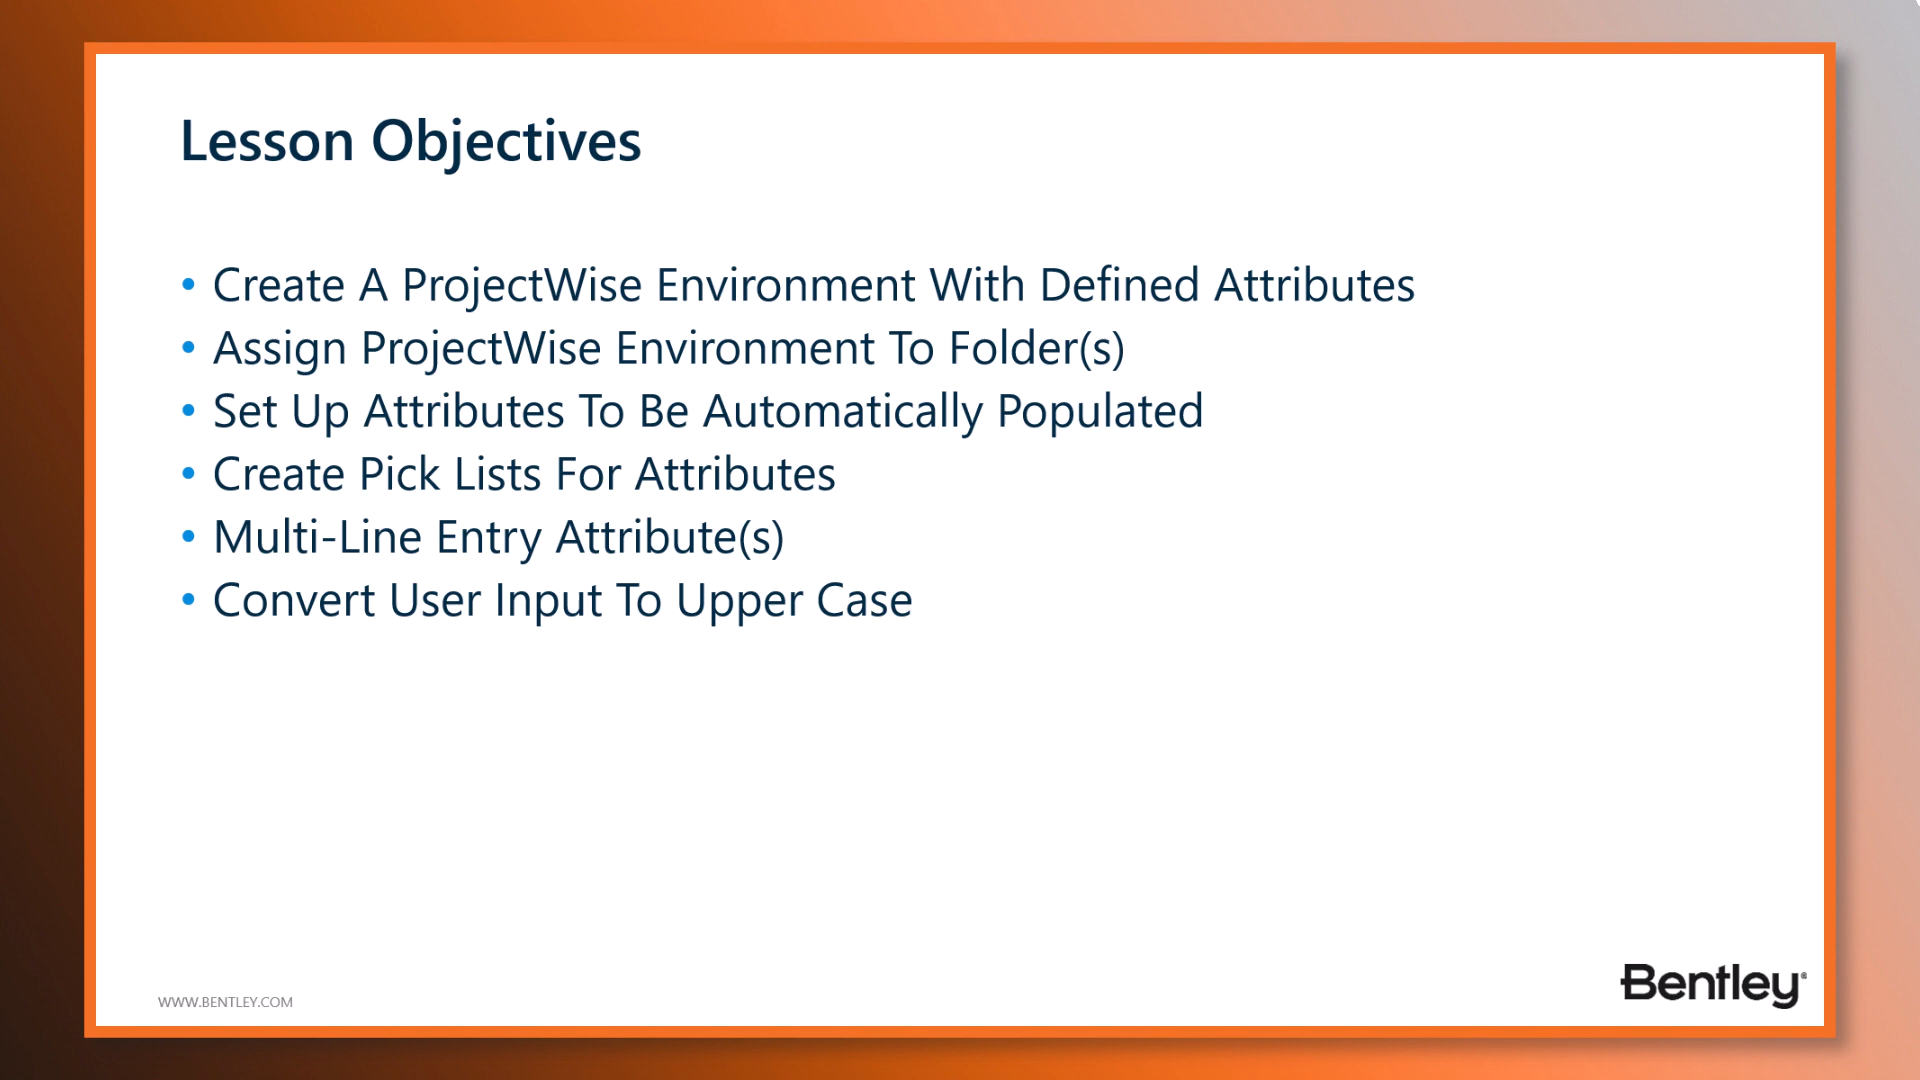 Lesson Objectives
• Create A ProjectWise Environment With Defined Attributes
• Assign ProjectWise Environment To Folder(s)
• Set Up Attributes To Be Automatically Populated
• Create Pick Lists For Attributes
• Multi-Line Entry Attribute(s)
• Convert User Input To Upper Case
WWW.BENTLEY.COM
Bentley®